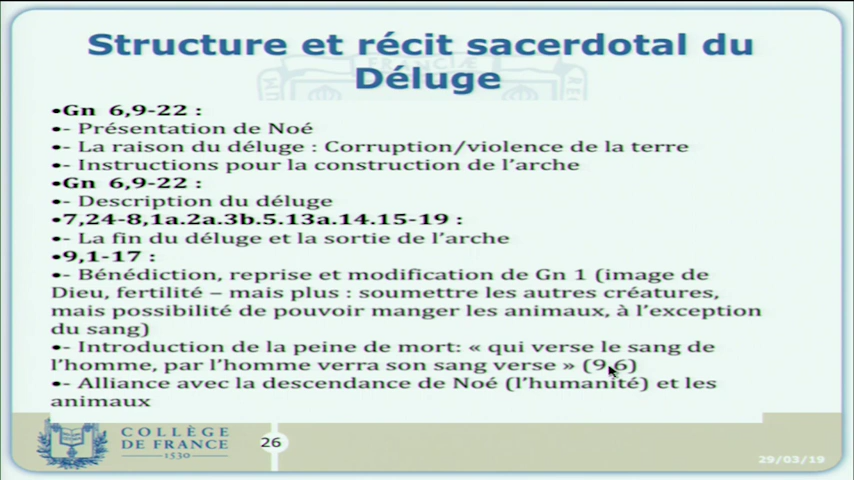 Structure et récit sacerdotal du
Déluge
•Gn 6,9-22 :
•- Présentation de Noé
•- La raison du déluge : Corruption/violence de la terre
•- Instructions pour la construction de l'arche
•Gn 6,9-22 :
•- Description du déluge
•7,24-8,1a.2a.3b.5.13a.14.15-19 :
•- La fin du déluge et la sortie de l'arche
•9,1-17 :
•- Bénédiction, reprise et modification de Gn 1 (image de
Dieu, fertilité – mais plus : soumettre les autres créatures,
mais possibilité de pouvoir manger les animaux, à l'exception
du sang)
•- Introduction de la peine de mort: « qui verse le sang de
l'homme, par l'homme verra son sang verse » (9,6)
•- Alliance avec la descendance de Noé (l'humanité) et les
animaux
COLLÈGE
DE FRANCE
1530
26
29/03/19